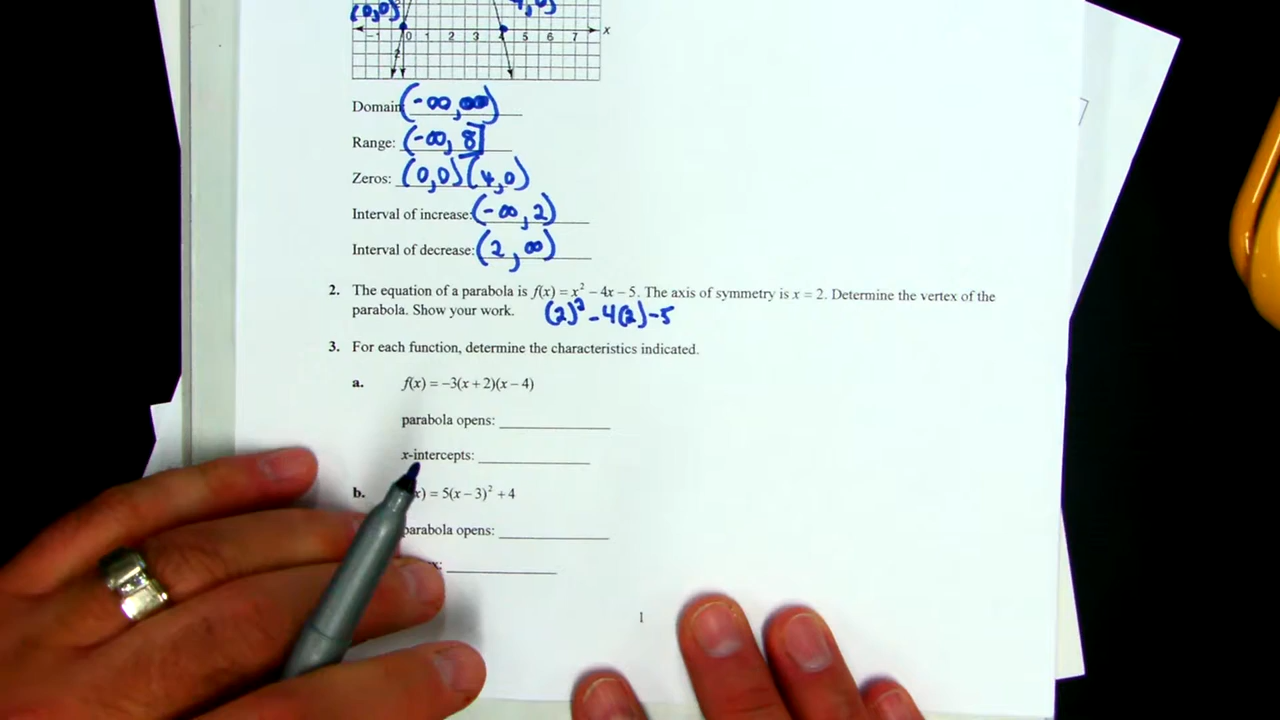 (0,0)
-1 0 1 2 3 4 5 6 7 x
Domain: (-∞, ∞)
Range: (-∞, 8]
Zeros: (0,0) (4,0)
Interval of increase: (-∞, 2)
Interval of decrease: (2, ∞)
2. The equation of a parabola is f(x) = x² – 4x – 5. The axis of symmetry is x = 2. Determine the vertex of the
parabola. Show your work. (2)² - 4(2) - 5
3. For each function, determine the characteristics indicated.
a. f(x) = –3(x + 2)(x – 4)
parabola opens:
x-intercepts:
b. x) = 5(x – 3)² + 4
parabola opens:
1